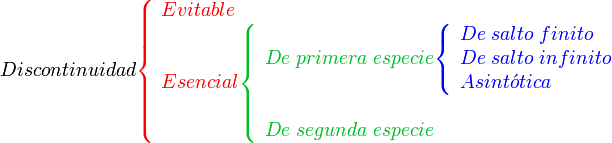 Evitable
De salto finito
De primera especie
De salto infinito
Discontinuidad
Esencial
Asintótica
De segunda especie